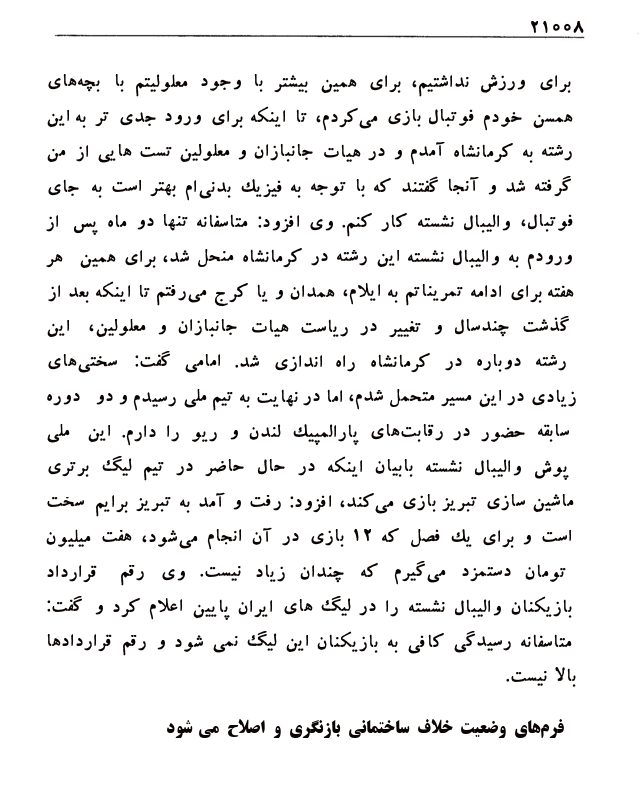 ۲۱۰۰۸
برای ورزش نداشتیم، برای همین بیشتر با وجود معلولیتم با بچه‌های
همسن خودم فوتبال بازی می‌کردم، تا اینکه برای ورود جدی تر به این
رشته به کرمانشاه آمدم و در هیات جانبازان و معلولین تست هایی از من
گرفته شد و آنجا گفتند که با توجه به فیزیك بدنی‌ام بهتر است به جای
فوتبال، والیبال نشسته کار کنم. وی افزود: متاسفانه تنها دو ماه پس از
ورودم به والیبال نشسته این رشته در کرمانشاه منحل شد، برای همین هر
هفته برای ادامه تمریناتم به ایلام، همدان و یا کرج می‌رفتم تا اینکه بعد از
گذشت چندسال و تغییر در ریاست هیات جانبازان و معلولین، این
رشته دوباره در کرمانشاه راه اندازی شد. امامی گفت: سختی‌های
زیادی در این مسیر متحمل شدم، اما در نهایت به تیم ملی رسیدم و دو دوره
سابقه حضور در رقابت‌های پارالمپیك لندن و ریو را دارم. این ملی
پوش والیبال نشسته بابیان اینکه در حال حاضر در تیم لیگ برتری
ماشین سازی تبریز بازی می‌کند، افزود: رفت و آمد به تبریز برایم سخت
است و برای یك فصل که ۱۲ بازی در آن انجام می‌شود، هفت میلیون
تومان دستمزد می‌گیرم که چندان زیاد نیست. وی رقم قرارداد
بازیکنان والیبال نشسته را در لیگ های ایران پایین اعلام کرد و گفت:
متاسفانه رسیدگی کافی به بازیکنان این لیگ نمی شود و رقم قراردادها
بالا نیست.
فرم‌های وضعیت خلاف ساختمانی بازنگری و اصلاح می شود